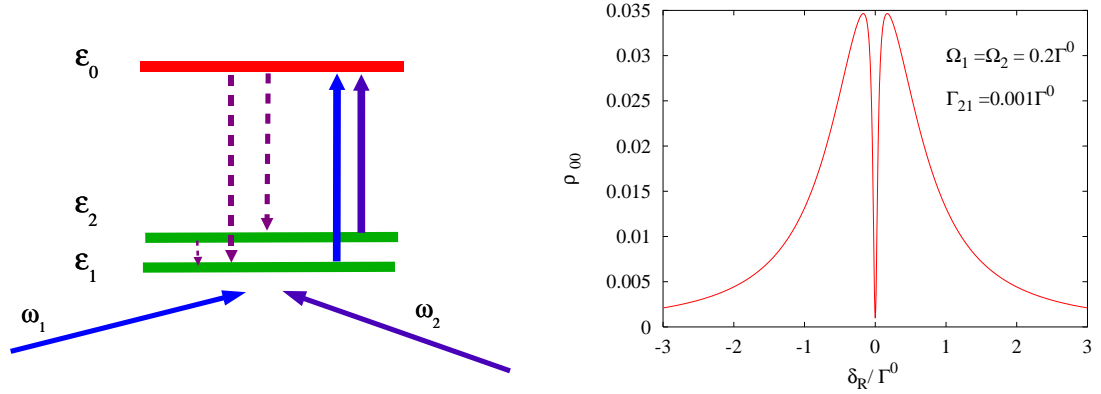 ε₀
ε₂
ε₁
ω₁
ω₂
0.035
0.03
0.025
0.02
0.015
0.01
0.005
0
ρ ₀₀
Ω₁ =Ω₂ = 0.2Γ⁰
Γ₂₁ =0.001Γ⁰
-3 -2 -1 0 1 2 3
δ_R / Γ⁰